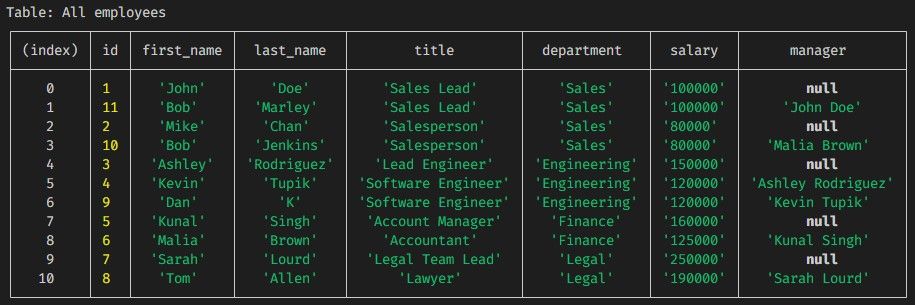 Table: All employees
(index) id first_name last_name title department salary manager
0 1 'John' 'Doe' 'Sales Lead' 'Sales' '100000' null
1 11 'Bob' 'Marley' 'Sales Lead' 'Sales' '100000' 'John Doe'
2 2 'Mike' 'Chan' 'Salesperson' 'Sales' '80000' null
3 10 'Bob' 'Jenkins' 'Salesperson' 'Sales' '80000' 'Malia Brown'
4 3 'Ashley' 'Rodriguez' 'Lead Engineer' 'Engineering' '150000' null
5 4 'Kevin' 'Tupik' 'Software Engineer' 'Engineering' '120000' 'Ashley Rodriguez'
6 9 'Dan' 'K' 'Software Engineer' 'Engineering' '120000' 'Kevin Tupik'
7 5 'Kunal' 'Singh' 'Account Manager' 'Finance' '160000' null
8 6 'Malia' 'Brown' 'Accountant' 'Finance' '125000' 'Kunal Singh'
9 7 'Sarah' 'Lourd' 'Legal Team Lead' 'Legal' '250000' null
10 8 'Tom' 'Allen' 'Lawyer' 'Legal' '190000' 'Sarah Lourd'